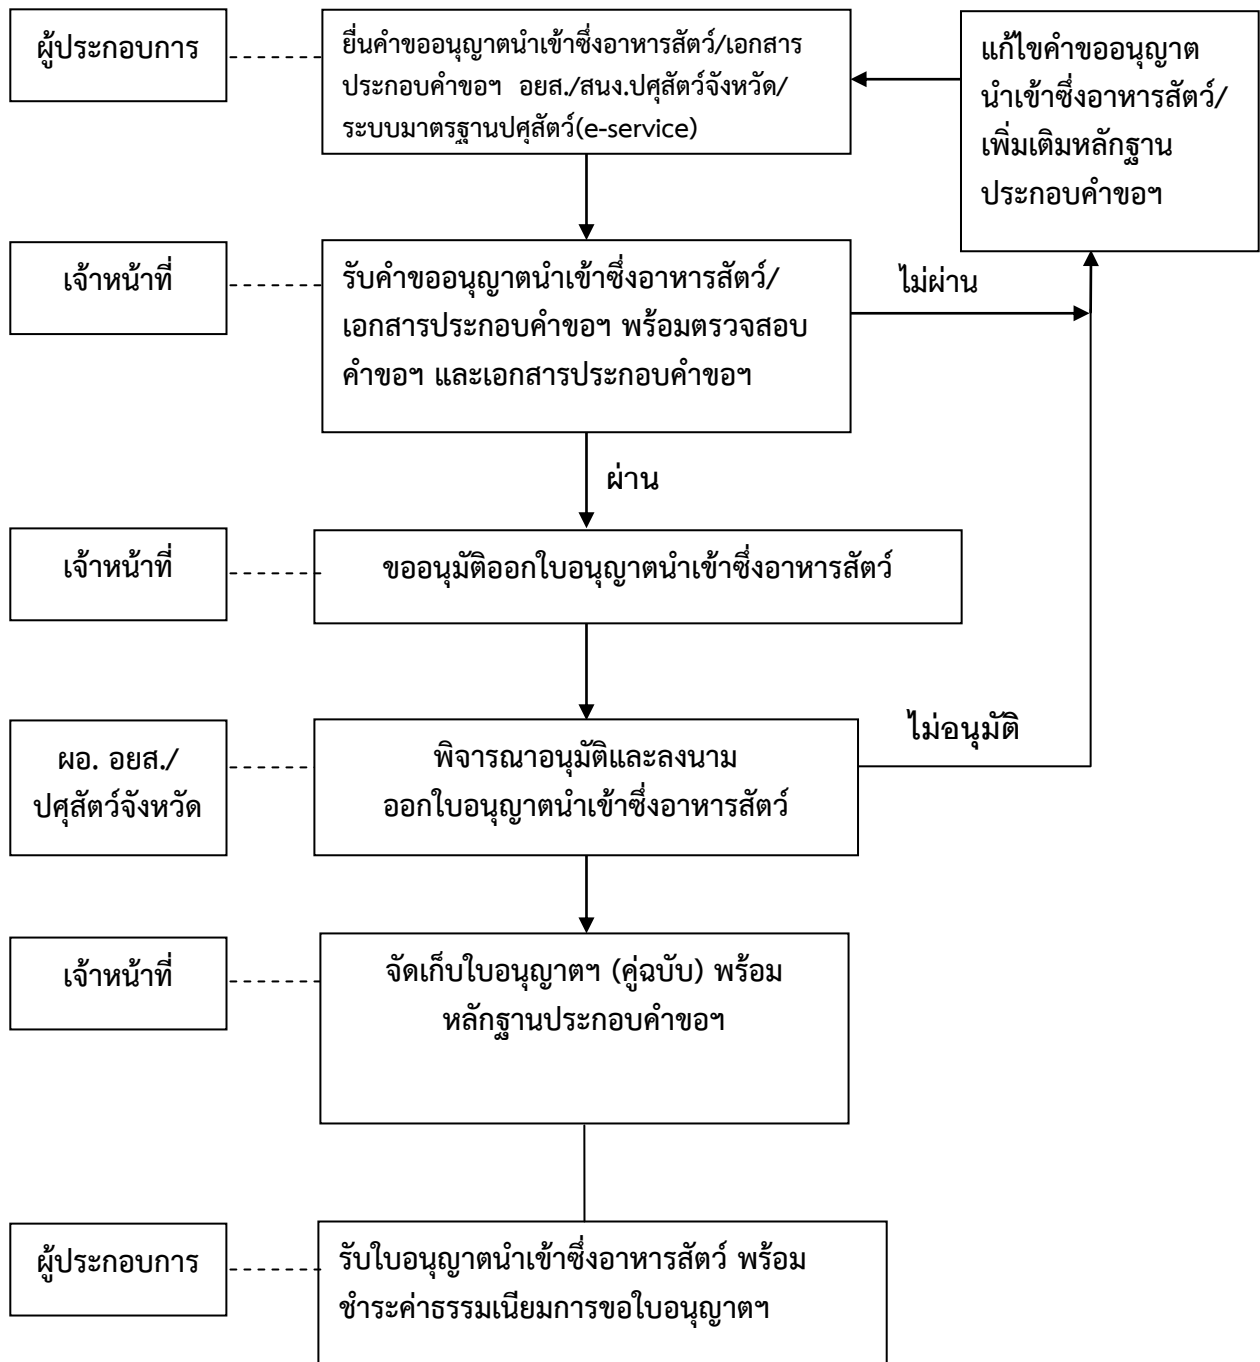 ผู้ประกอบการ
ยื่นคำขออนุญาตนำเข้าซึ่งอาหารสัตว์/เอกสาร
ประกอบคำขอฯ อยส./สนง.ปศุสัตว์จังหวัด/
ระบบมาตรฐานปศุสัตว์(e-service)
แก้ไขคำขออนุญาต
นำเข้าซึ่งอาหารสัตว์/
เพิ่มเติมหลักฐาน
ประกอบคำขอฯ
เจ้าหน้าที่
รับคำขออนุญาตนำเข้าซึ่งอาหารสัตว์/
เอกสารประกอบคำขอฯ พร้อมตรวจสอบ
คำขอฯ และเอกสารประกอบคำขอฯ
ไม่ผ่าน
ผ่าน
เจ้าหน้าที่
ขออนุมัติออกใบอนุญาตนำเข้าซึ่งอาหารสัตว์
ผอ. อยส./
ปศุสัตว์จังหวัด
พิจารณาอนุมัติและลงนาม
ออกใบอนุญาตนำเข้าซึ่งอาหารสัตว์
ไม่อนุมัติ
เจ้าหน้าที่
จัดเก็บใบอนุญาตฯ (คู่ฉบับ) พร้อม
หลักฐานประกอบคำขอฯ
ผู้ประกอบการ
รับใบอนุญาตนำเข้าซึ่งอาหารสัตว์ พร้อม
ชำระค่าธรรมเนียมการขอใบอนุญาตฯ